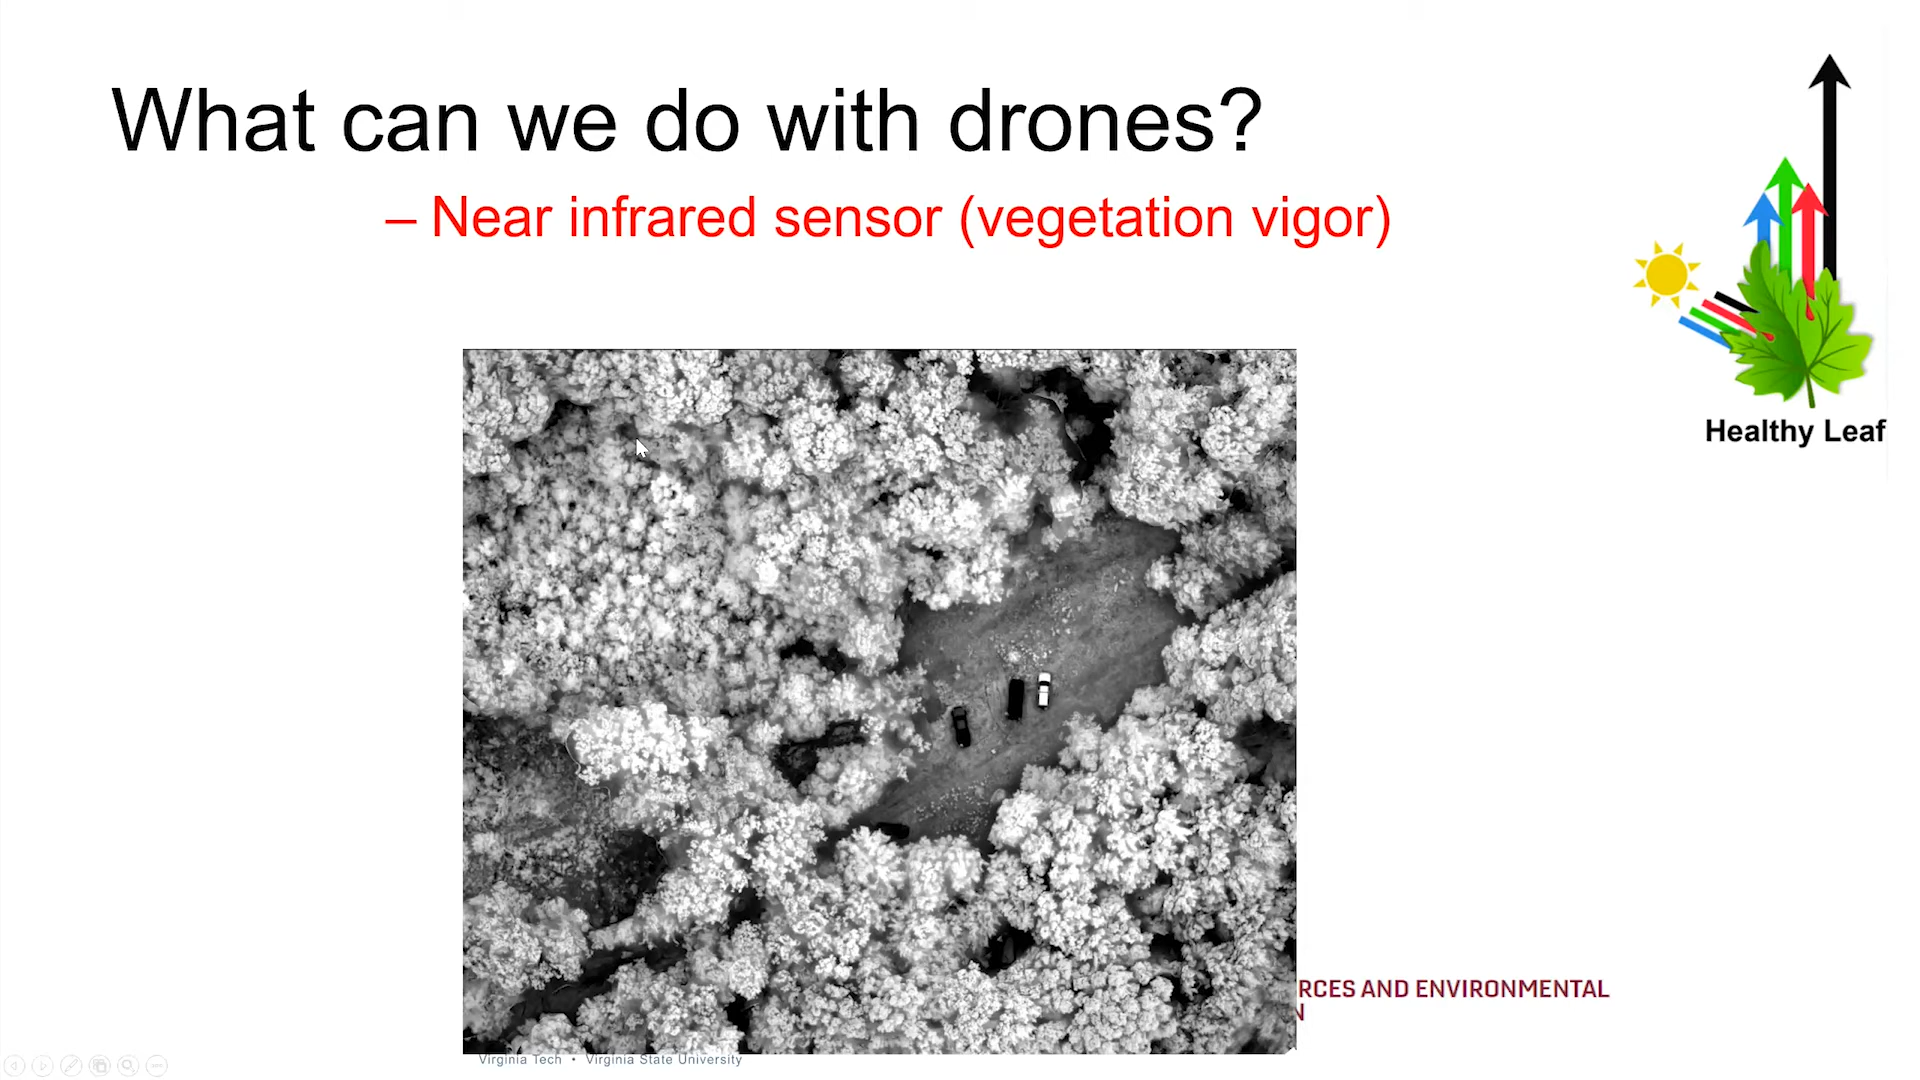 What can we do with drones?
– Near infrared sensor (vegetation vigor)
Healthy Leaf
RCES AND ENVIRONMENTAL
N
Virginia Tech • Virginia State University